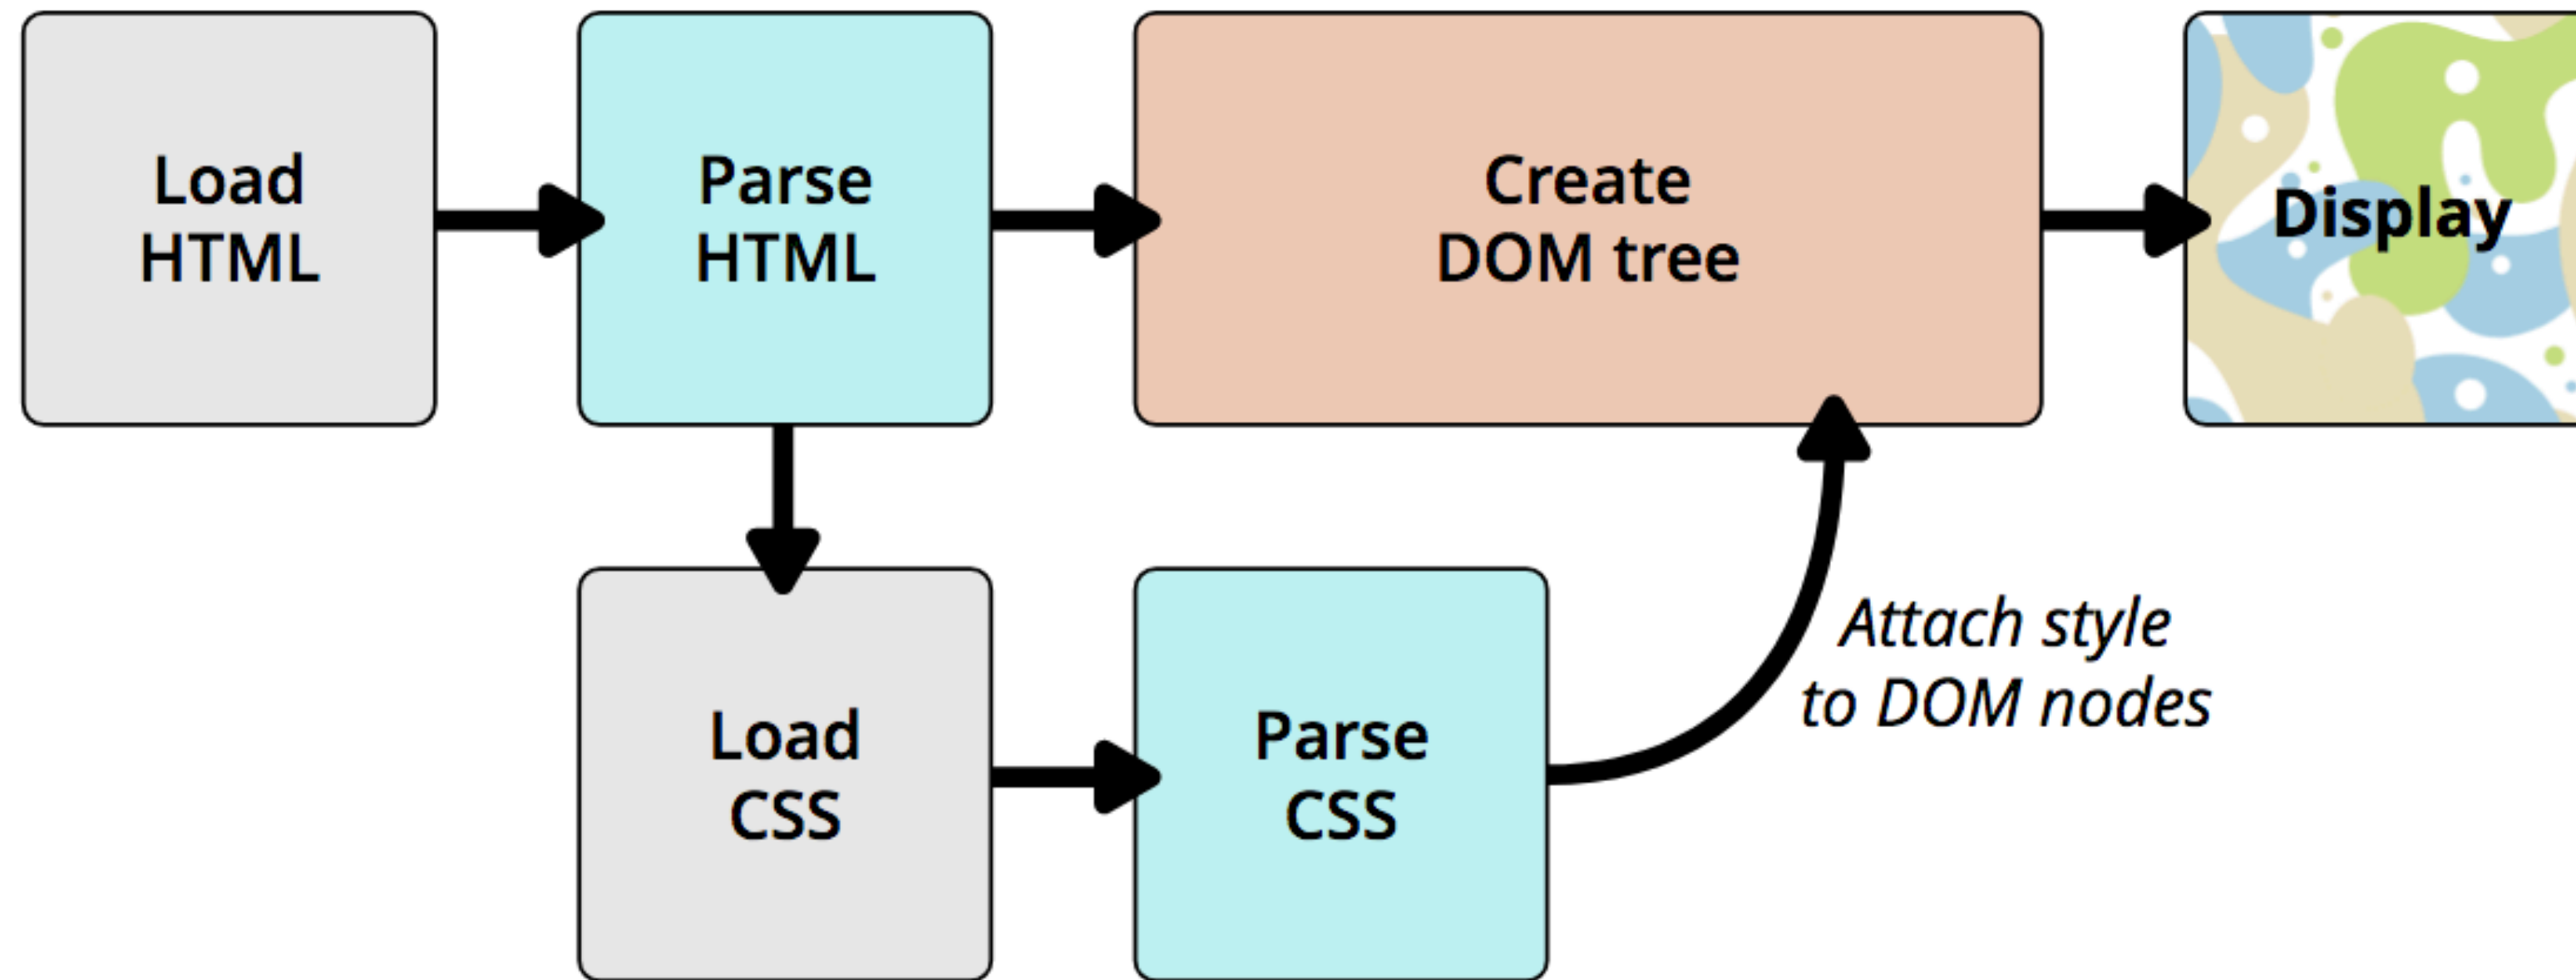 Load
HTML
Parse
HTML
Create
DOM tree
Display
Load
CSS
Parse
CSS
Attach style
to DOM nodes